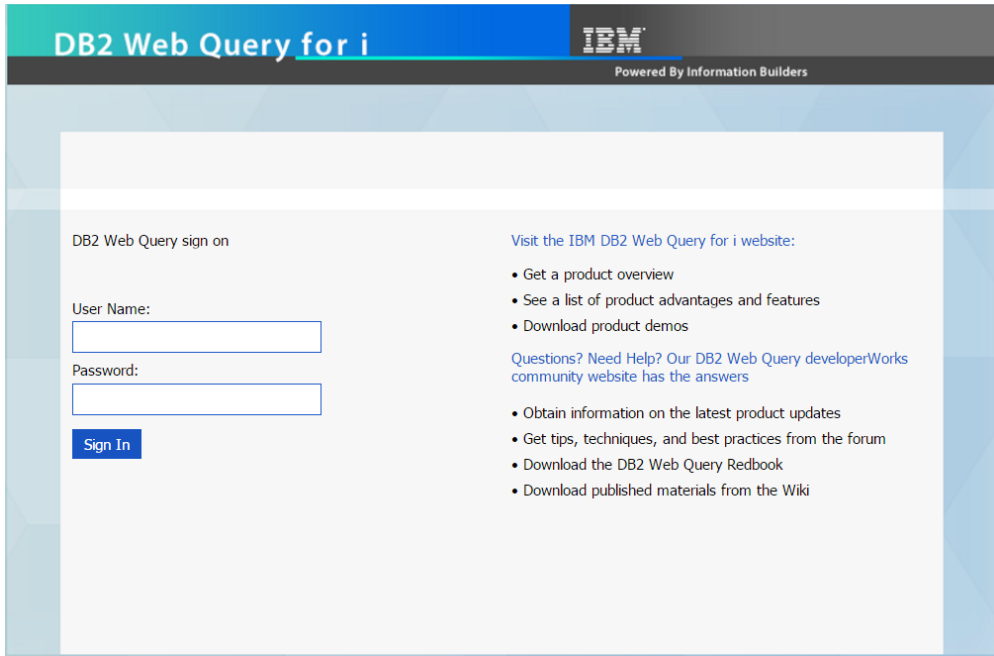 DB2 Web Query for i
IBM
Powered By Information Builders
DB2 Web Query sign on
User Name:
Password:
Sign In
Visit the IBM DB2 Web Query for i website:
• Get a product overview
• See a list of product advantages and features
• Download product demos
Questions? Need Help? Our DB2 Web Query developerWorks
community website has the answers
• Obtain information on the latest product updates
• Get tips, techniques, and best practices from the forum
• Download the DB2 Web Query Redbook
• Download published materials from the Wiki